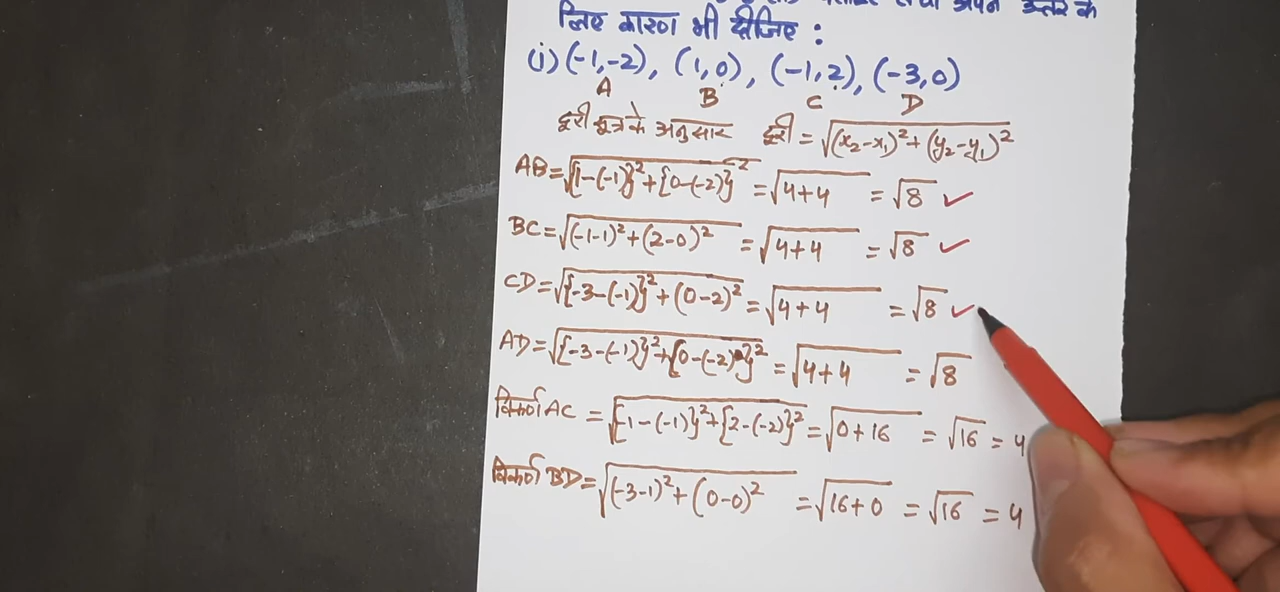 अपने उत्तर के
लिए कारण भी दीजिए :
(i) (-1,-2), (1,0), (-1,2), (-3,0)
A B C D
दूरी सूत्र के अनुसार दूरी = √(x₂-x₁)²+(y₂-y₁)²
AB=√{1-(-1)}²+{0-(-2)}² = √4+4 = √8 ✓
BC=√(-1-1)²+(2-0)² = √4+4 = √8 ✓
CD=√{-3-(-1)}²+(0-2)² = √4+4 = √8 ✓
AD=√{-3-(-1)}²+{0-(-2)}² = √4+4 = √8
विकर्ण AC = √{-1-(-1)}²+{2-(-2)}² = √0+16 = √16 = 4
विकर्ण BD=√(-3-1)²+(0-0)² = √16+0 = √16 = 4